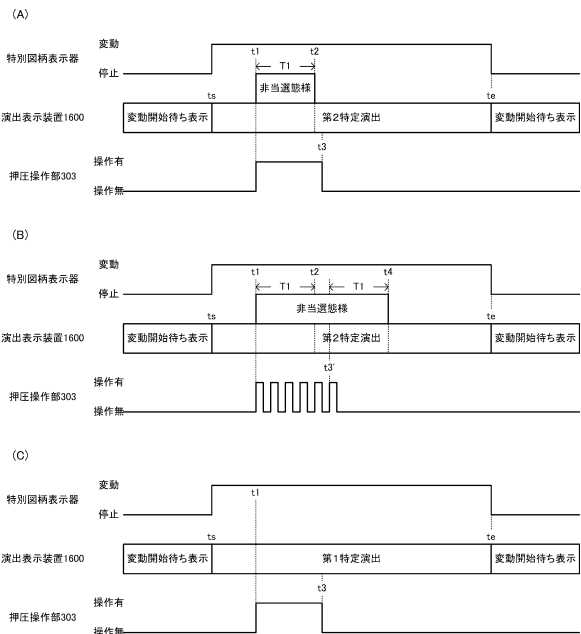 (A)
変動
特別図柄表示器
停止
t1
t2
T1
非当選態様
ts
te
演出表示装置1600
変動開始待ち表示
第2特定演出
変動開始待ち表示
t3
操作有
押圧操作部303
操作無
(B)
変動
特別図柄表示器
停止
t1
t2
t4
T1
T1
非当選態様
ts
te
演出表示装置1600
変動開始待ち表示
第2特定演出
変動開始待ち表示
t3'
操作有
押圧操作部303
操作無
(C)
変動
特別図柄表示器
停止
t1
ts
te
演出表示装置1600
変動開始待ち表示
第1特定演出
変動開始待ち表示
t3
操作有
押圧操作部303
操作無